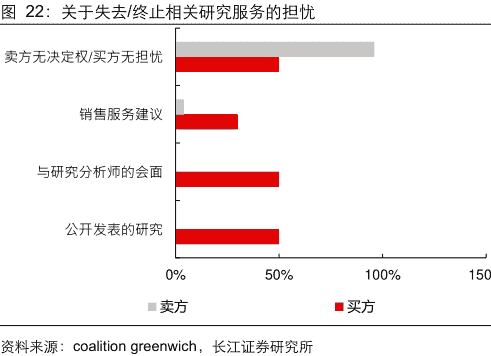 图 22：关于失去/终止相关研究服务的担忧
卖方无决定权/买方无担忧
销售服务建议
与研究分析师的会面
公开发表的研究
0% 50% 100% 150
卖方 买方
资料来源：coalition greenwich，长江证券研究所